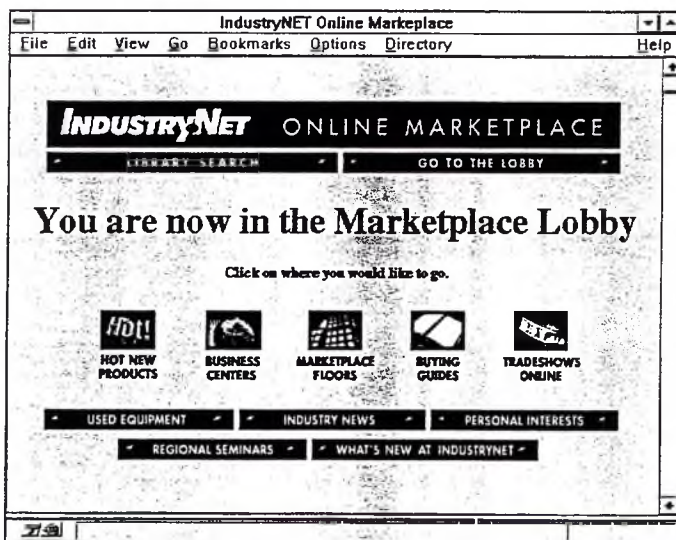 IndustryNET Online Markeplace
File Edit View Go Bookmarks Options Directory Help
INDUSTRYNET ONLINE MARKETPLACE
LIBRARY SEARCH GO TO THE LOBBY
You are now in the Marketplace Lobby
Click on where you would like to go.
HOT!
HOT NEW PRODUCTS
BUSINESS CENTERS
MARKETPLACE FLOORS
BUYING GUIDES
TRADESHOWS ONLINE
USED EQUIPMENT INDUSTRY NEWS PERSONAL INTERESTS
REGIONAL SEMINARS WHAT'S NEW AT INDUSTRYNET